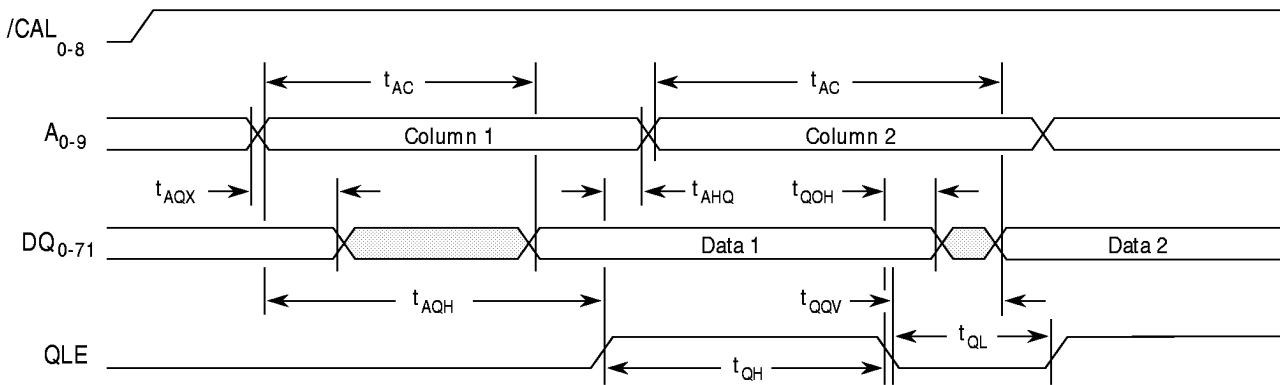 /CAL0-8
tAC tAC
A0-9 Column 1 Column 2
tAQX tAHQ tQOH
DQ0-71 Data 1 Data 2
tAQH tQQV
tQL
QLE
tQH